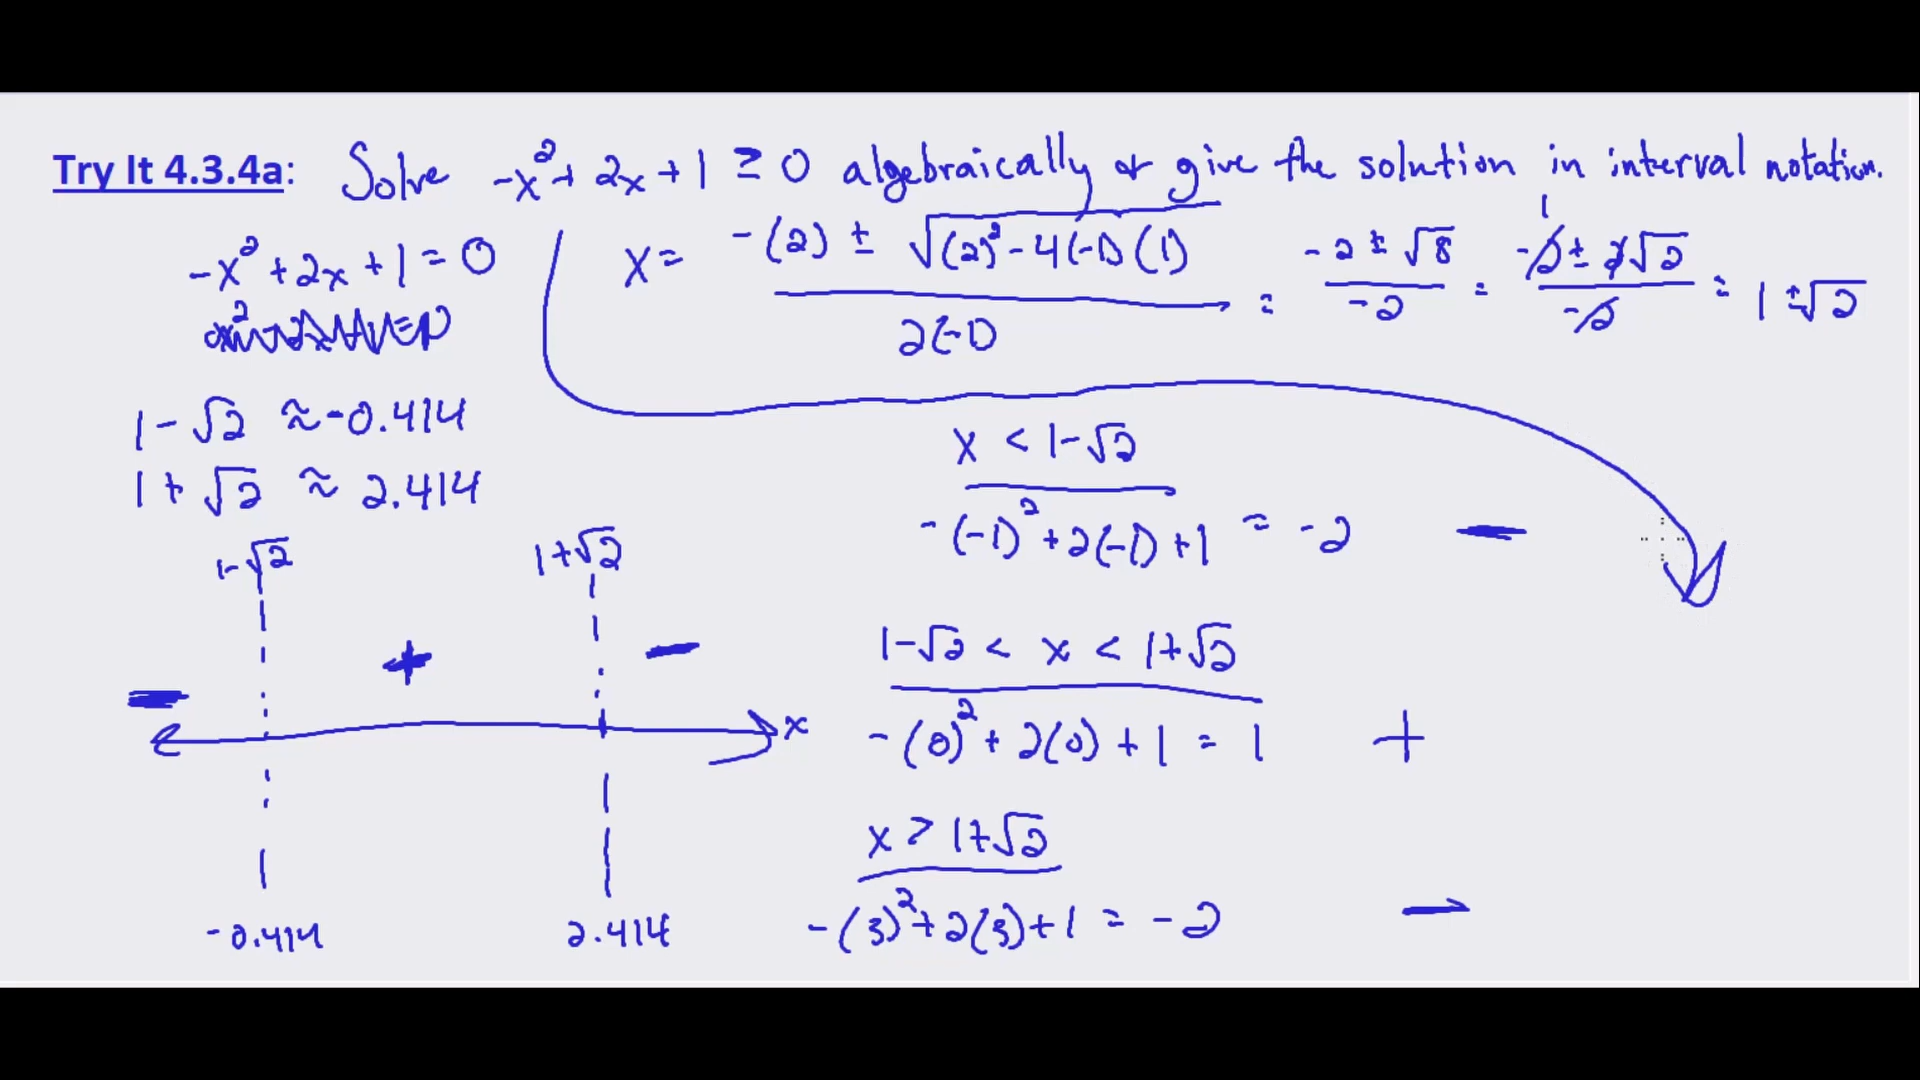 Try It 4.3.4a: Solve -x² + 2x + 1 ≥ 0 algebraically & give the solution in interval notation.
-x² + 2x + 1 = 0
x = (-(2) ± √((2)² - 4(-1)(1))) / 2(-1) = (-2 ± √8) / -2 = (-2 ± 2√2) / -2 = 1 ± √2
1
1 - √2 ≈ -0.414
1 + √2 ≈ 2.414
x < 1 - √2
-(-1)² + 2(-1) + 1 = -2 -
1 - √2 < x < 1 + √2
-(0)² + 2(0) + 1 = 1 +
x > 1 + √2
-(3)² + 2(3) + 1 = -2 -
1 - √2 1 + √2
- + -
x
-0.414 2.414